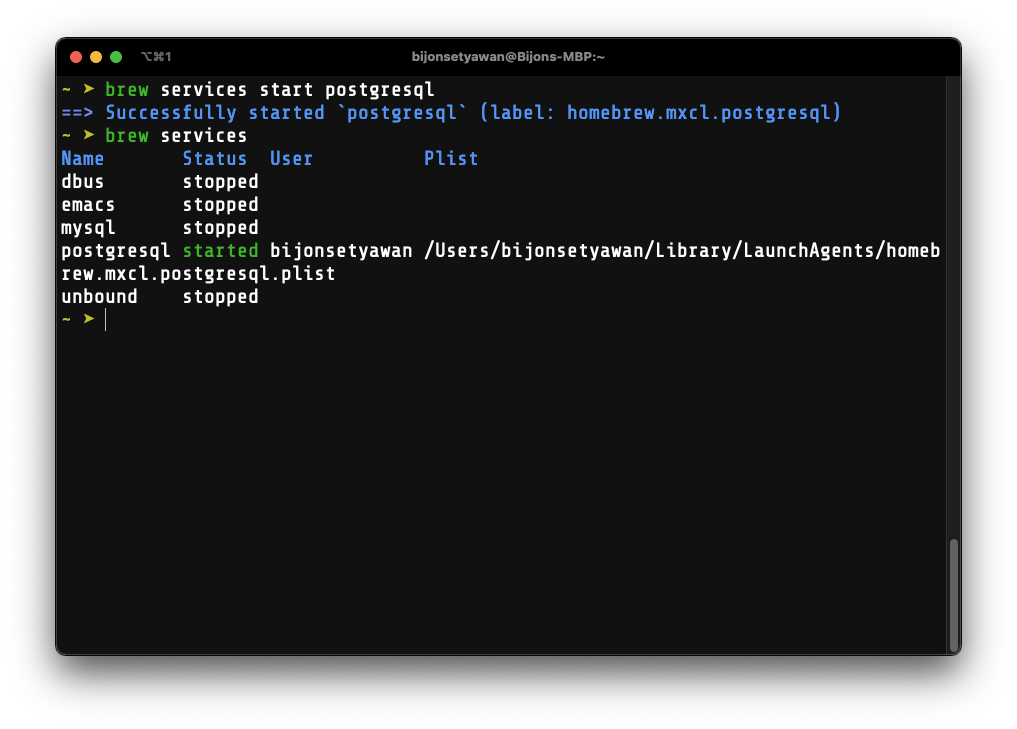 ⌥⌘1
bijonsetyawan@Bijons-MBP:~
~ ➤ brew services start postgresql
==> Successfully started `postgresql` (label: homebrew.mxcl.postgresql)
~ ➤ brew services
Name Status User Plist
dbus stopped
emacs stopped
mysql stopped
postgresql started bijonsetyawan /Users/bijonsetyawan/Library/LaunchAgents/homeb
rew.mxcl.postgresql.plist
unbound stopped
~ ➤